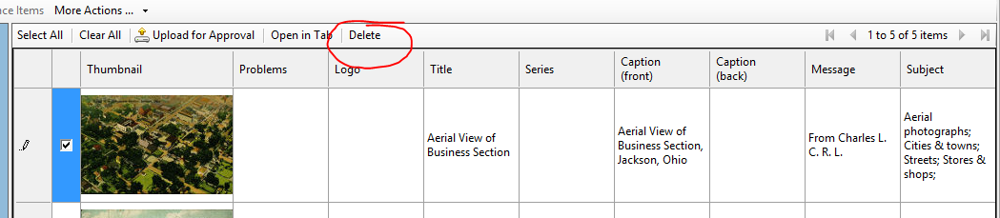 ce Items More Actions ...
Select All Clear All Upload for Approval Open in Tab Delete 1 to 5 of 5 items
Thumbnail Problems Logo Title Series Caption (front) Caption (back) Message Subject
Aerial View of
Business Section
Aerial View of
Business Section,
Jackson, Ohio
From Charles L.
C. R. L.
Aerial
photographs;
Cities & towns;
Streets; Stores &
shops;